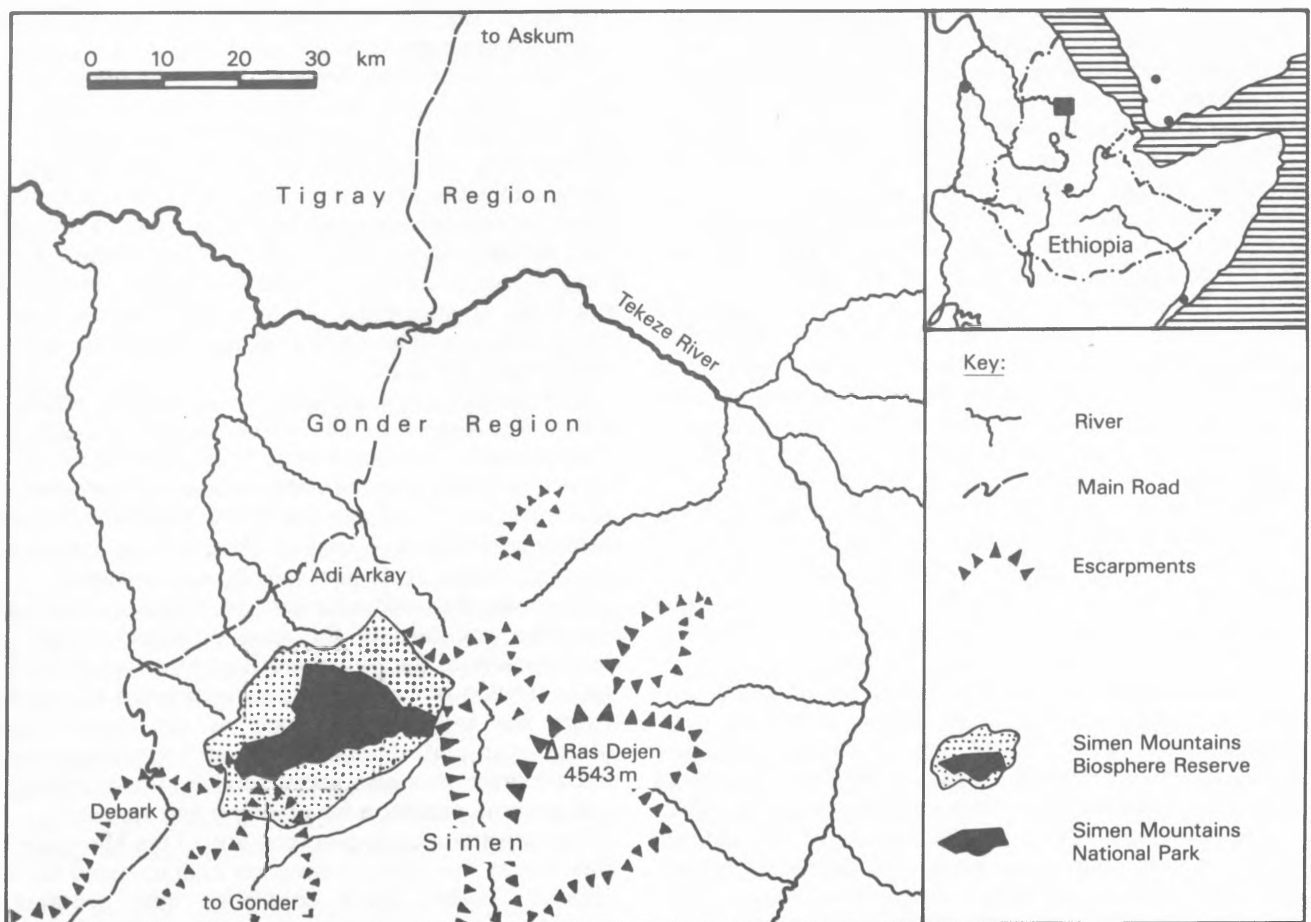 to Askum
0 10 20 30 km
Tigray Region
Tekeze River
Gonder Region
Adi Arkay
Ras Dejen
4543 m
Debark
Simen
to Gonder
Ethiopia
Key:
River
Main Road
Escarpments
Simen Mountains
Biosphere Reserve
Simen Mountains
National Park